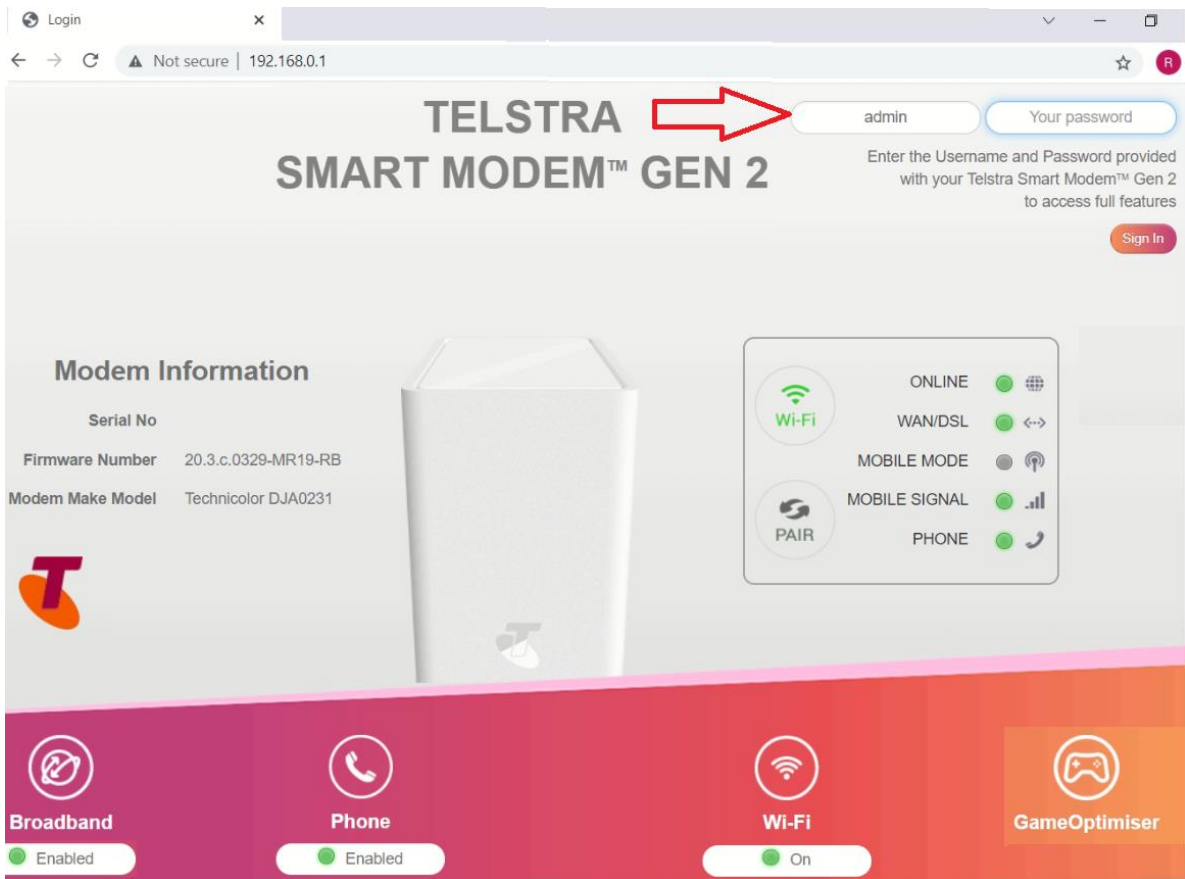 Login
Not secure | 192.168.0.1
R
TELSTRA
SMART MODEM™ GEN 2
admin
Your password
Enter the Username and Password provided
with your Telstra Smart Modem™ Gen 2
to access full features
Sign In
Modem Information
Serial No
Firmware Number 20.3.c.0329-MR19-RB
Modem Make Model Technicolor DJA0231
Wi-Fi
PAIR
ONLINE
WAN/DSL
MOBILE MODE
MOBILE SIGNAL
PHONE
Broadband
Enabled
Phone
Enabled
Wi-Fi
On
GameOptimiser